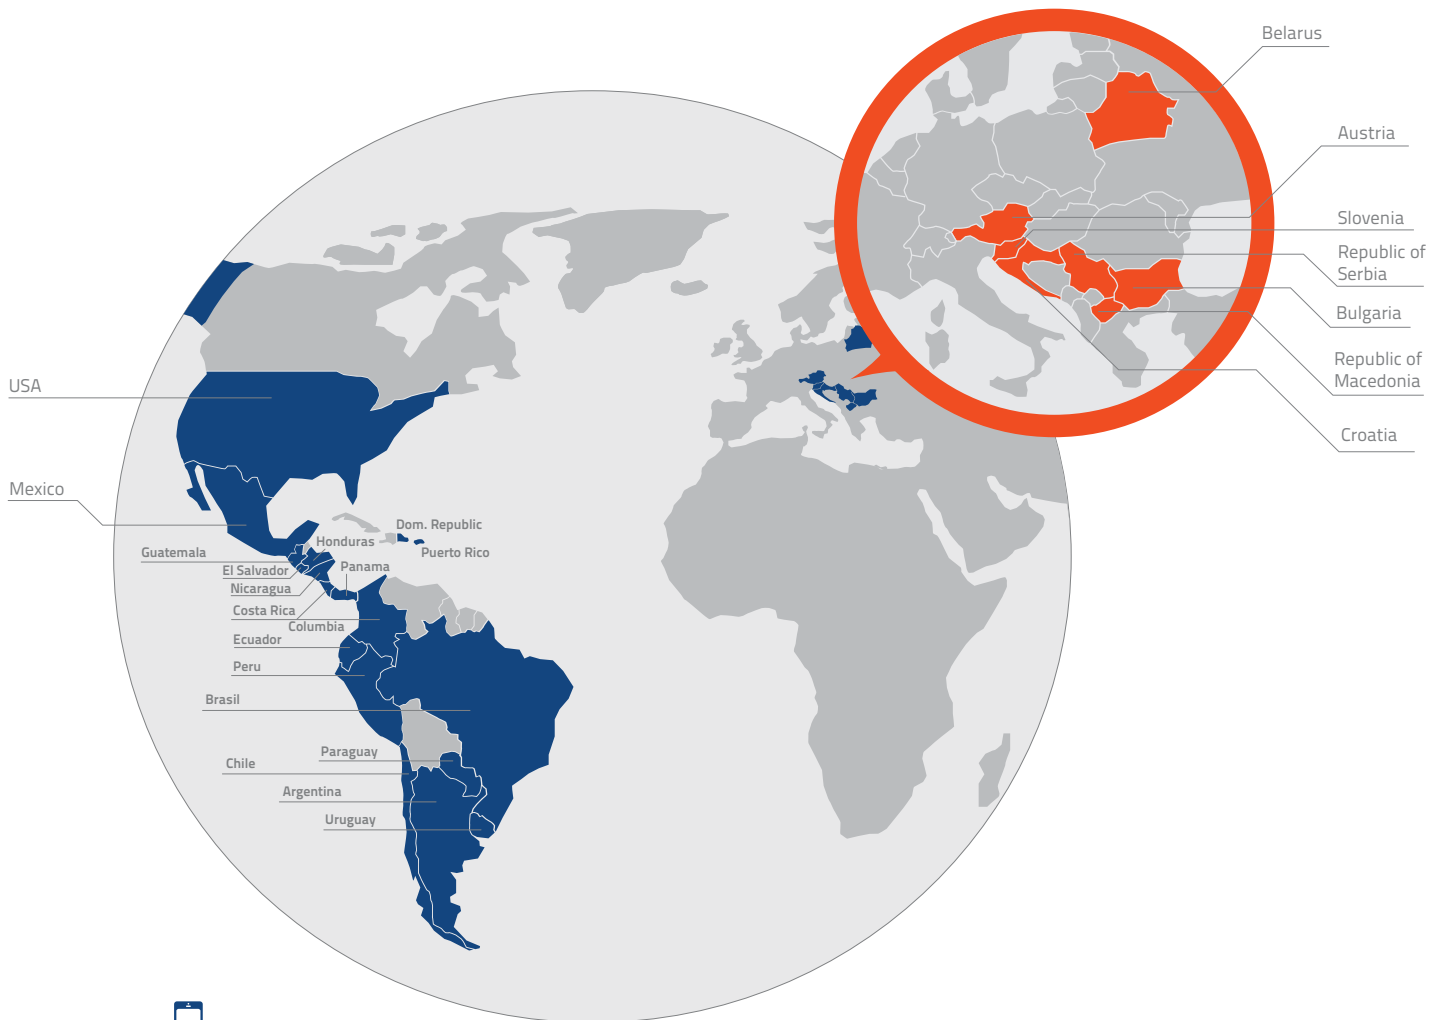 Belarus
Austria
Slovenia
Republic of
Serbia
Bulgaria
Republic of
Macedonia
Croatia
USA
Mexico
Dom. Republic
Puerto Rico
Honduras
Guatemala
El Salvador
Panama
Nicaragua
Costa Rica
Columbia
Ecuador
Peru
Brasil
Paraguay
Chile
Argentina
Uruguay